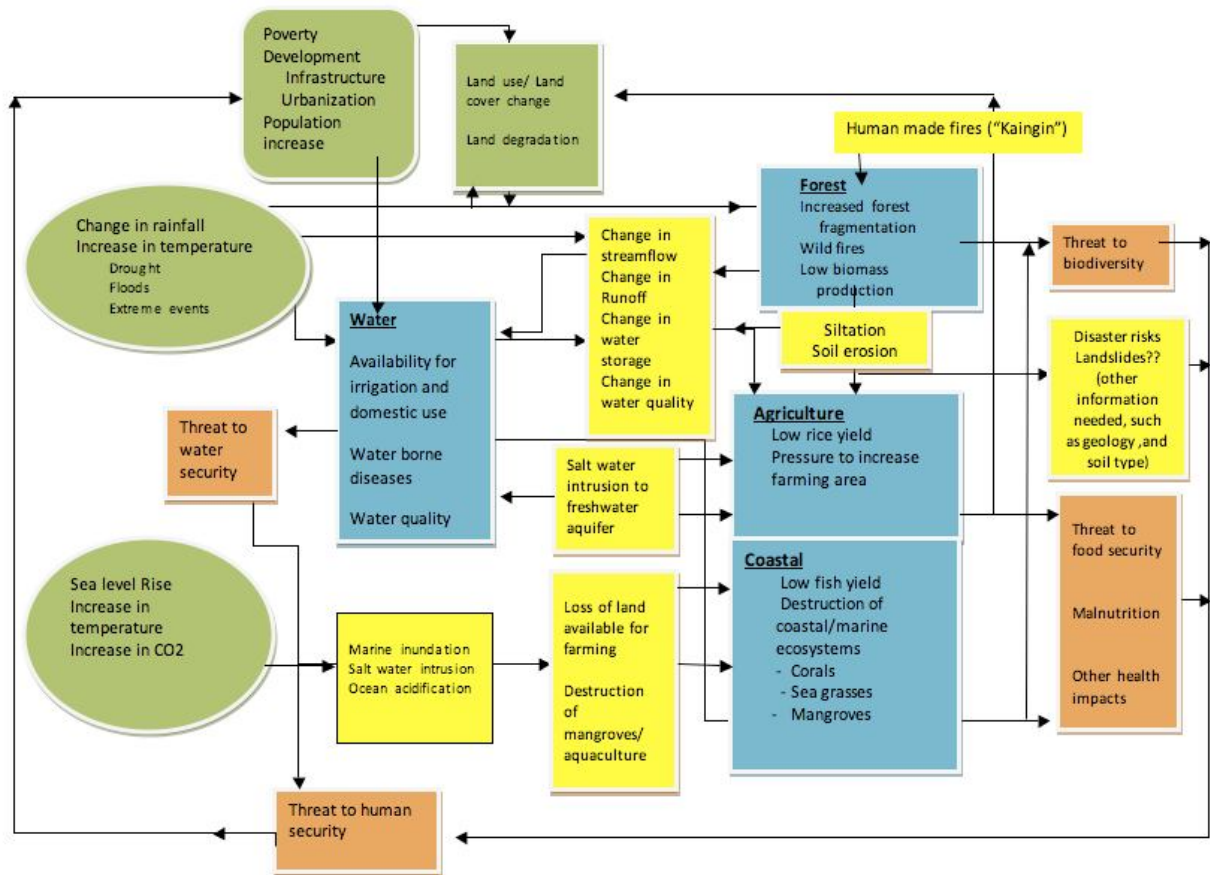 Poverty
Development
Infrastructure
Urbanization
Population
increase
Land use/ Land
cover change
Land degradation
Human made fires ("Kaingin")
Forest
Increased forest
fragmentation
Wild fires
Low biomass
production
Change in rainfall
Increase in temperature
Drought
Floods
Extreme events
Change in
streamflow
Change in
Runoff
Change in
water
storage
Change in
water quality
Threat to
biodiversity
Water
Availability for
irrigation and
domestic use
Water borne
diseases
Water quality
Siltation
Soil erosion
Disaster risks
Landslides??
(other
information
needed, such
as geology ,and
soil type)
Agriculture
Low rice yield
Pressure to increase
farming area
Threat to
water
security
Salt water
intrusion to
freshwater
aquifer
Threat to
food security
Malnutrition
Other health
impacts
Coastal
Low fish yield
Destruction of
coastal/marine
ecosystems
- Corals
- Sea grasses
- Mangroves
Sea level Rise
Increase in
temperature
Increase in CO2
Marine inundation
Salt water intrusion
Ocean acidification
Loss of land
available for
farming
Destruction
of
mangroves/
aquaculture
Threat to human
security